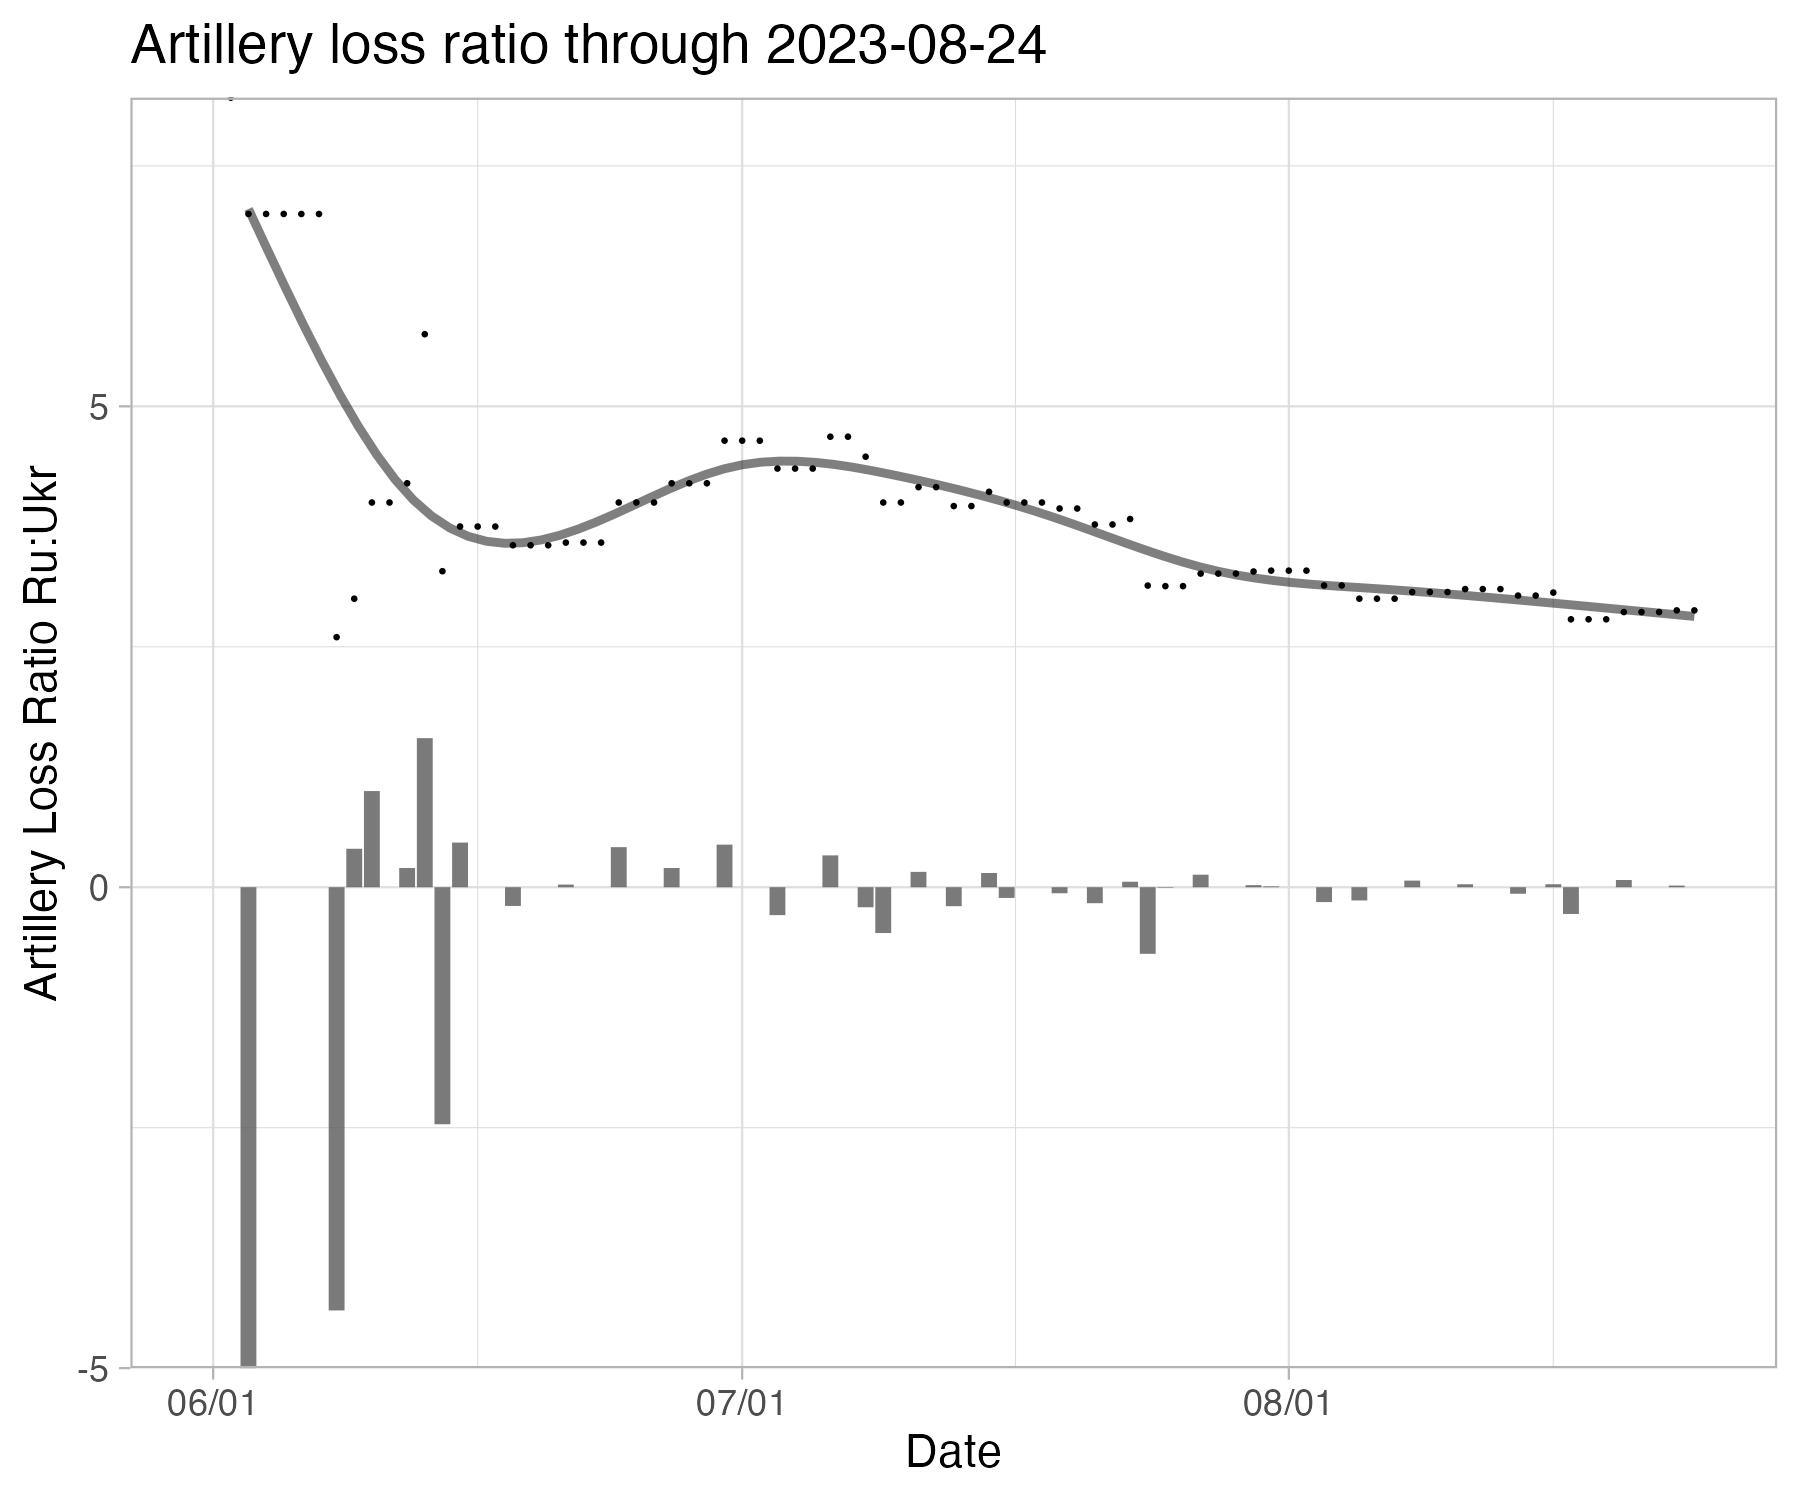 Artillery loss ratio through 2023-08-24
Artillery Loss Ratio Ru:Ukr
5
0
-5
06/01
07/01
08/01
Date